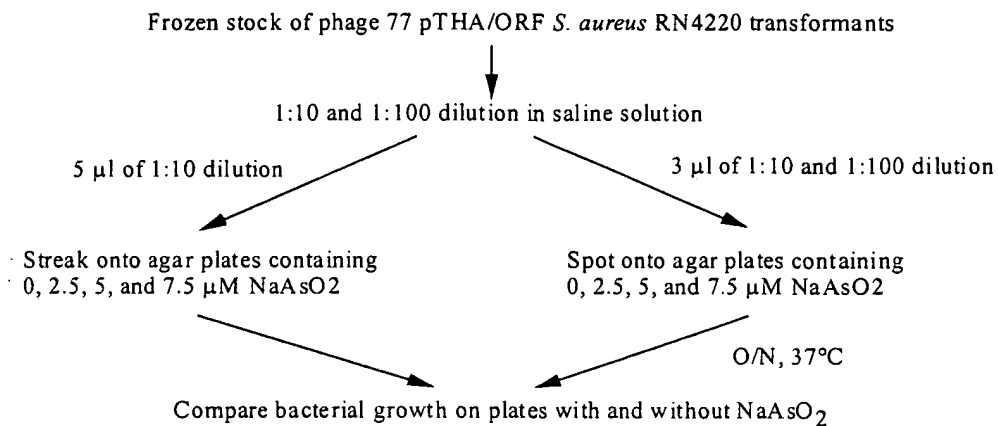 Frozen stock of phage 77 pTHA/ORF S. aureus RN4220 transformants
1:10 and 1:100 dilution in saline solution
5 µl of 1:10 dilution
3 µl of 1:10 and 1:100 dilution
Streak onto agar plates containing
0, 2.5, 5, and 7.5 µM NaAsO2
Spot onto agar plates containing
0, 2.5, 5, and 7.5 µM NaAsO2
O/N, 37°C
Compare bacterial growth on plates with and without NaAsO₂